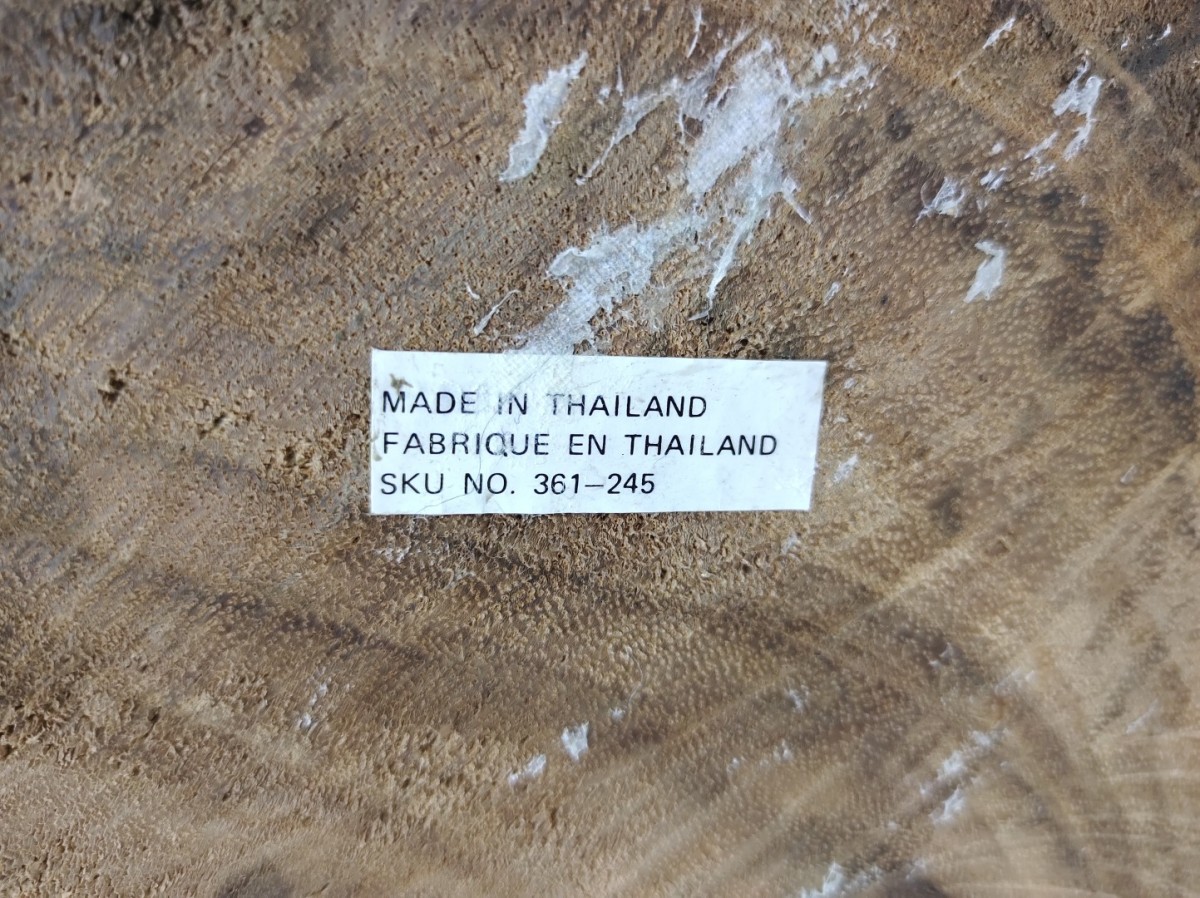 MADE IN THAILAND
FABRIQUE EN THAILAND
SKU NO. 361–245